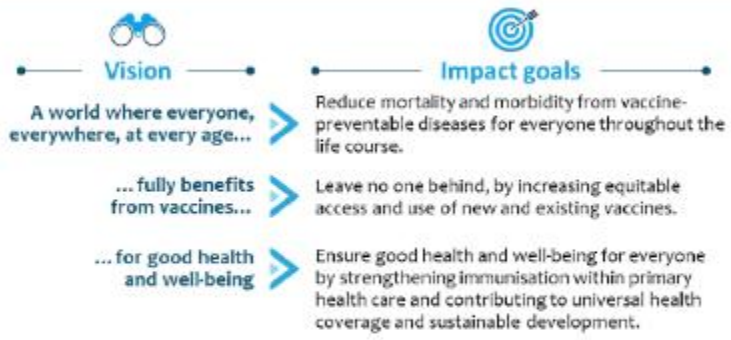 Vision
Impact goals
A world where everyone,
everywhere, at every age...
Reduce mortality and morbidity from vaccine-
preventable diseases for everyone throughout the
life course.
... fully benefits
from vaccines...
Leave no one behind, by increasing equitable
access and use of new and existing vaccines.
... for good health
and well-being
Ensure good health and well-being for everyone
by strengthening immunisation within primary
health care and contributing to universal health
coverage and sustainable development.